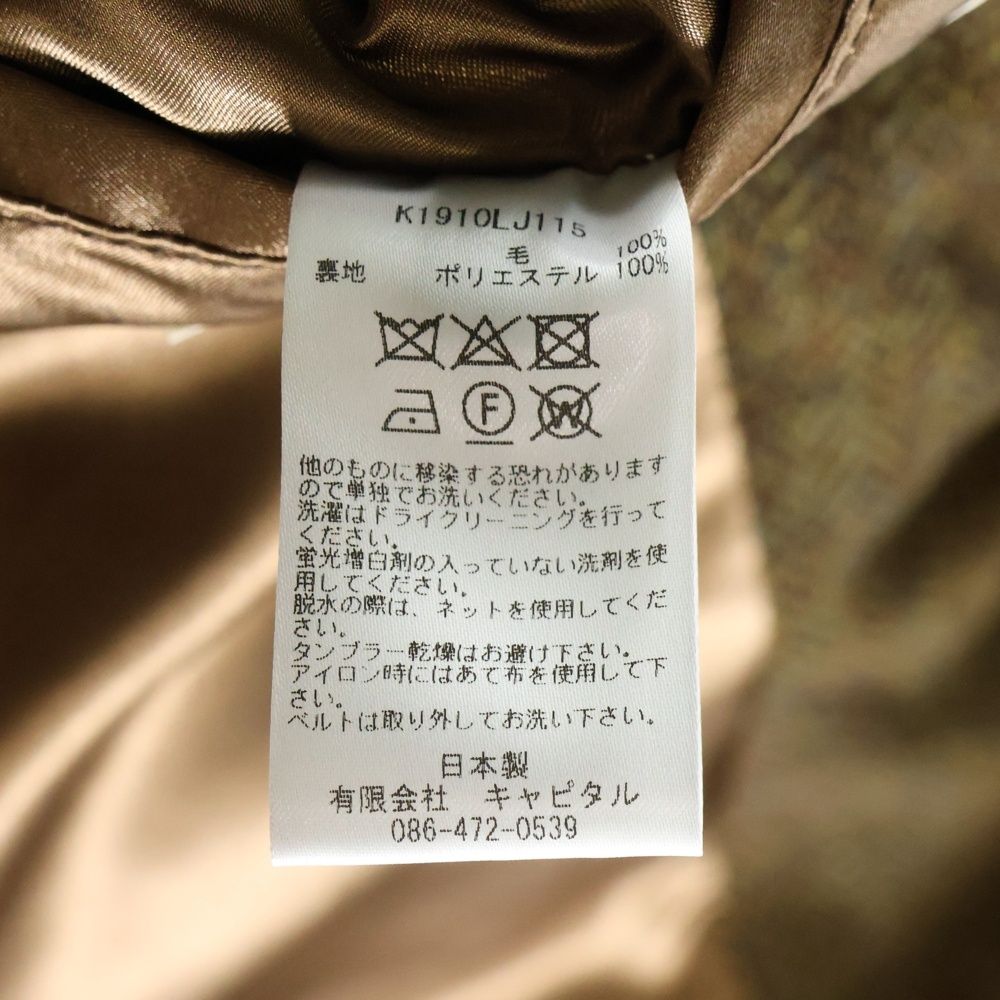 K1910LJ115
毛 100%
裏地 ポリエステル 100%
F
W
他のものに移染する恐れがあります
ので単独でお洗いください。
洗濯はドライクリーニングを行って
ください。
蛍光増白剤の入っていない洗剤を使
用してください。
脱水の際は、ネットを使用してくだ
さい。
タンブラー乾燥はお避け下さい。
アイロン時にはあて布を使用して下
さい。
ベルトは取り外してお洗い下さい。
日本製
有限会社 キャピタル
086-472-0539